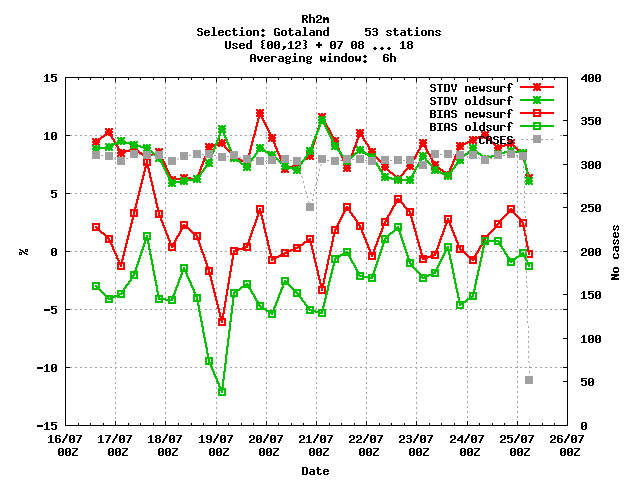 Rh2m
Selection: Gotaland 53 stations
Used {00,12} + 07 08 ... 18
Averaging window: 6h
STDV newsurf
STDV oldsurf
BIAS newsurf
BIAS oldsurf
CASES
15
10
5
0
-5
-10
-15
%
400
350
300
250
200
150
100
50
0
No cases
16/07 17/07 18/07 19/07 20/07 21/07 22/07 23/07 24/07 25/07 26/07
00Z 00Z 00Z 00Z 00Z 00Z 00Z 00Z 00Z 00Z 00Z
Date